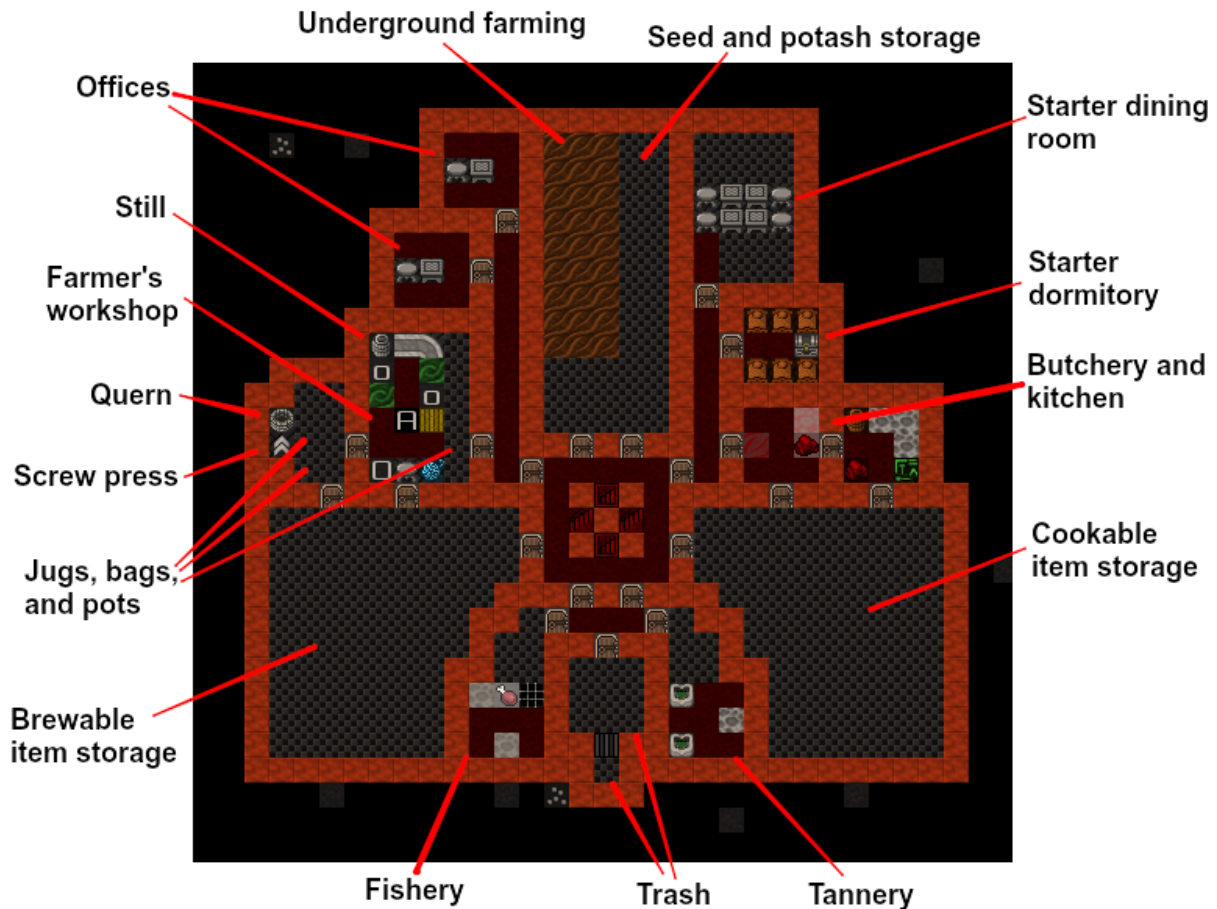 Underground farming
Seed and potash storage
Offices
Starter dining
room
Still
Farmer's
workshop
Starter
dormitory
Quern
Butchery and
kitchen
Screw press
Jugs, bags,
and pots
Cookable
item storage
Brewable
item storage
Fishery
Trash
Tannery